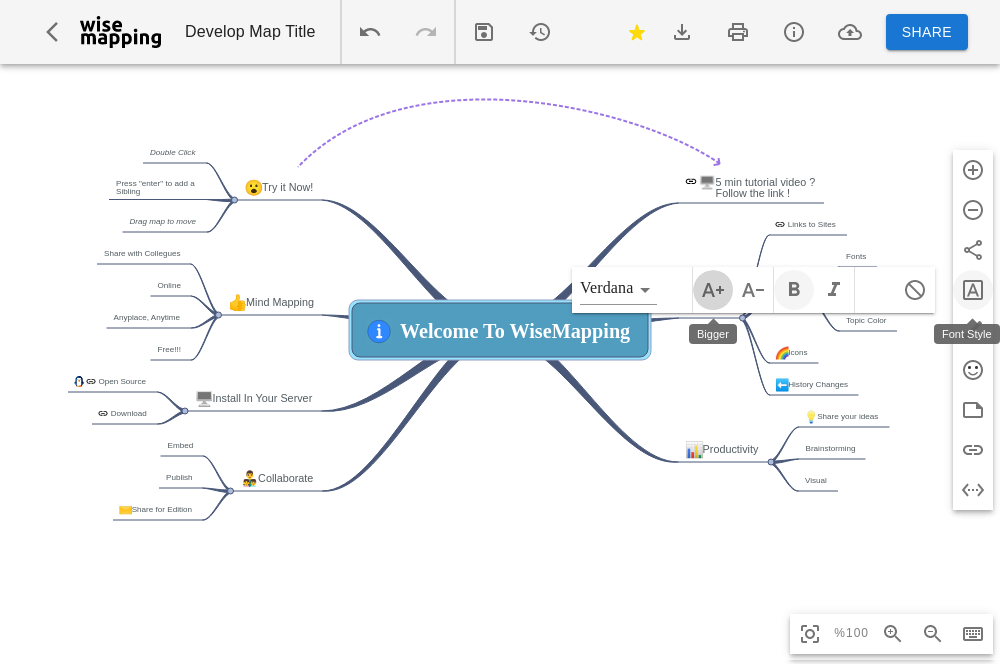 wise
mapping
Develop Map Title
SHARE
Double Click
Press "enter" to add a
Sibling
Drag map to move
Try it Now!
5 min tutorial video ?
Follow the link !
Links to Sites
Fonts
Share with Collegues
Online
Anyplace, Anytime
Free!!!
Mind Mapping
Verdana
A+
A-
B
I
A
Bigger
Font Style
Topic Color
Welcome To WiseMapping
Icons
History Changes
Open Source
Download
Install In Your Server
Share your ideas
Brainstorming
Visual
Productivity
Embed
Publish
Share for Edition
Collaborate
%100